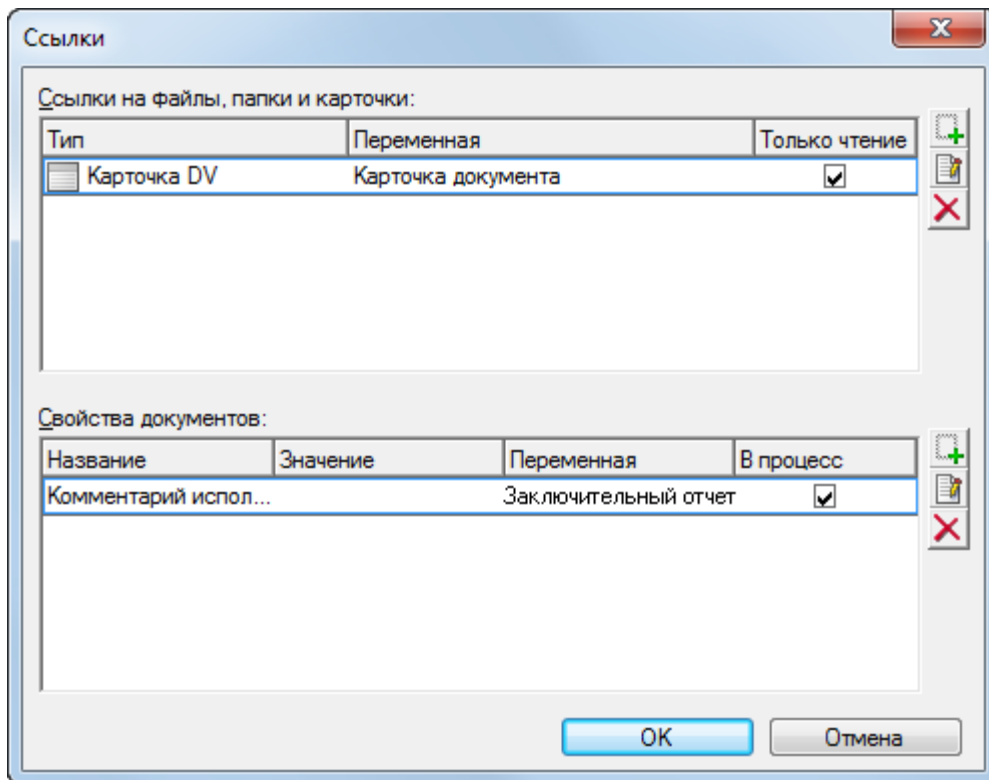 Ссылки
Ссылки на файлы, папки и карточки:
Тип Переменная Только чтение
Карточка DV Карточка документа
Свойства документов:
Название Значение Переменная В процесс
Комментарий испол... Заключительный отчет
OK Отмена